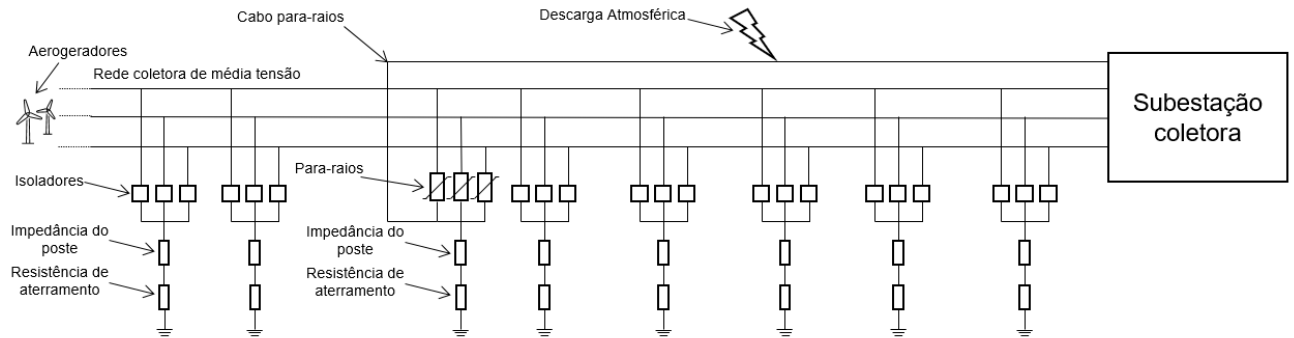 Cabo para-raios
Descarga Atmosférica
Aerogeradores
Rede coletora de média tensão
Subestação
coletora
Para-raios
Isoladores
Impedância do
poste
Impedância do
poste
Resistência de
aterramento
Resistência de
aterramento